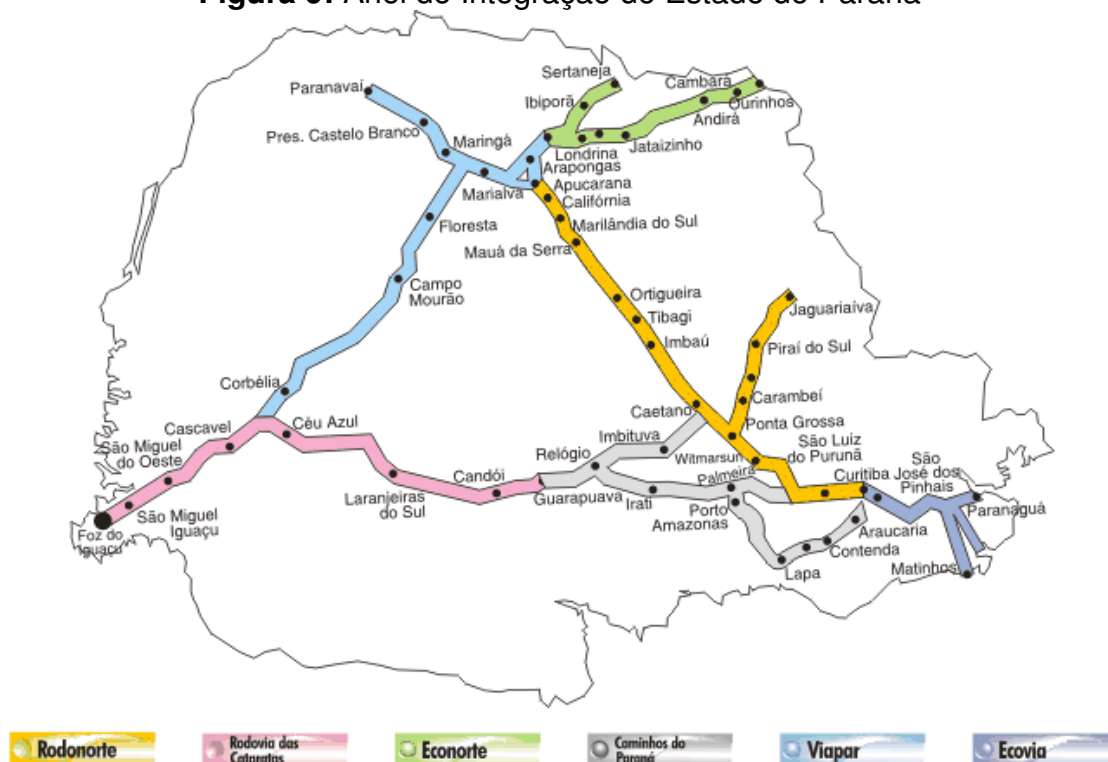 Figura 9: Anel de Integração do Estado do Paraná
Sertaneja
Cambará
Paranavaí
Ibiporã
Ourinhos
Andirá
Pres. Castelo Branco
Maringá
Londrina
Jataizinho
Arapongas
Marialva
Apucarana
Califórnia
Floresta
Marilândia do Sul
Mauá da Serra
Campo
Mourão
Ortigueira
Jaguariaíva
Tibagi
Imbaú
Piraí do Sul
Corbélia
Carambeí
Caetano
Cascavel
Céu Azul
Ponta Grossa
Imbituva
São Miguel
do Oeste
Relógio
Witmarsun
São Luiz
do Purunã
São
José dos
Pinhais
Candói
Palmeira
Curitiba
Laranjeiras
do Sul
Guarapuava
Irati
Porto
Amazonas
Paranaguá
São Miguel
Iguaçu
Foz do
Iguaçu
Araucaria
Contenda
Lapa
Matinhos
Rodonorte
Rodovia das
Cataratas
Econorte
Caminhos do
Paraná
Viapar
Ecovia